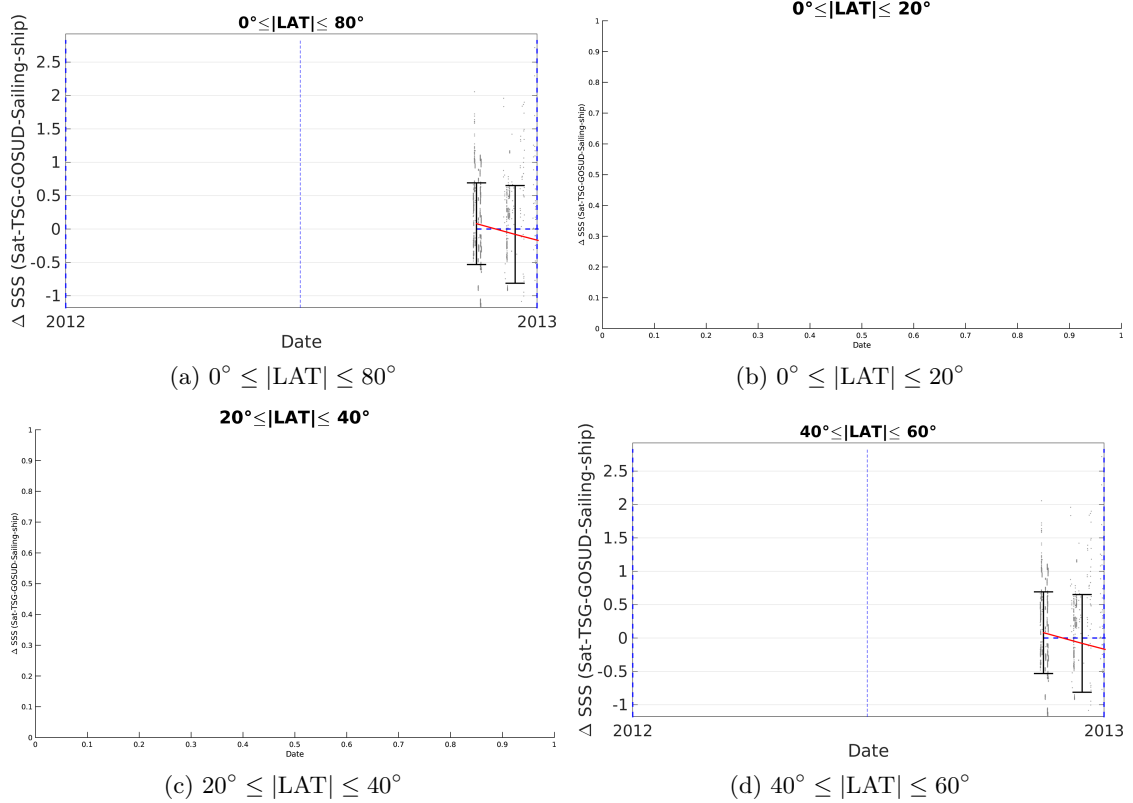 0°≤|LAT|≤ 80°
Δ SSS (Sat-TSG-GOSUD-Sailing-ship)
2.5
2
1.5
1
0.5
0
-0.5
-1
2012
2013
Date
(a) 0° ≤ |LAT| ≤ 80°
0°≤|LAT|≤ 20°
Δ SSS (Sat-TSG-GOSUD-Sailing-ship)
1
0.9
0.8
0.7
0.6
0.5
0.4
0.3
0.2
0.1
0
0 0.1 0.2 0.3 0.4 0.5 0.6 0.7 0.8 0.9 1
Date
(b) 0° ≤ |LAT| ≤ 20°
20°≤|LAT|≤ 40°
Δ SSS (Sat-TSG-GOSUD-Sailing-ship)
1
0.9
0.8
0.7
0.6
0.5
0.4
0.3
0.2
0.1
0
0 0.1 0.2 0.3 0.4 0.5 0.6 0.7 0.8 0.9 1
Date
(c) 20° ≤ |LAT| ≤ 40°
40°≤|LAT|≤ 60°
Δ SSS (Sat-TSG-GOSUD-Sailing-ship)
2.5
2
1.5
1
0.5
0
-0.5
-1
2012
2013
Date
(d) 40° ≤ |LAT| ≤ 60°